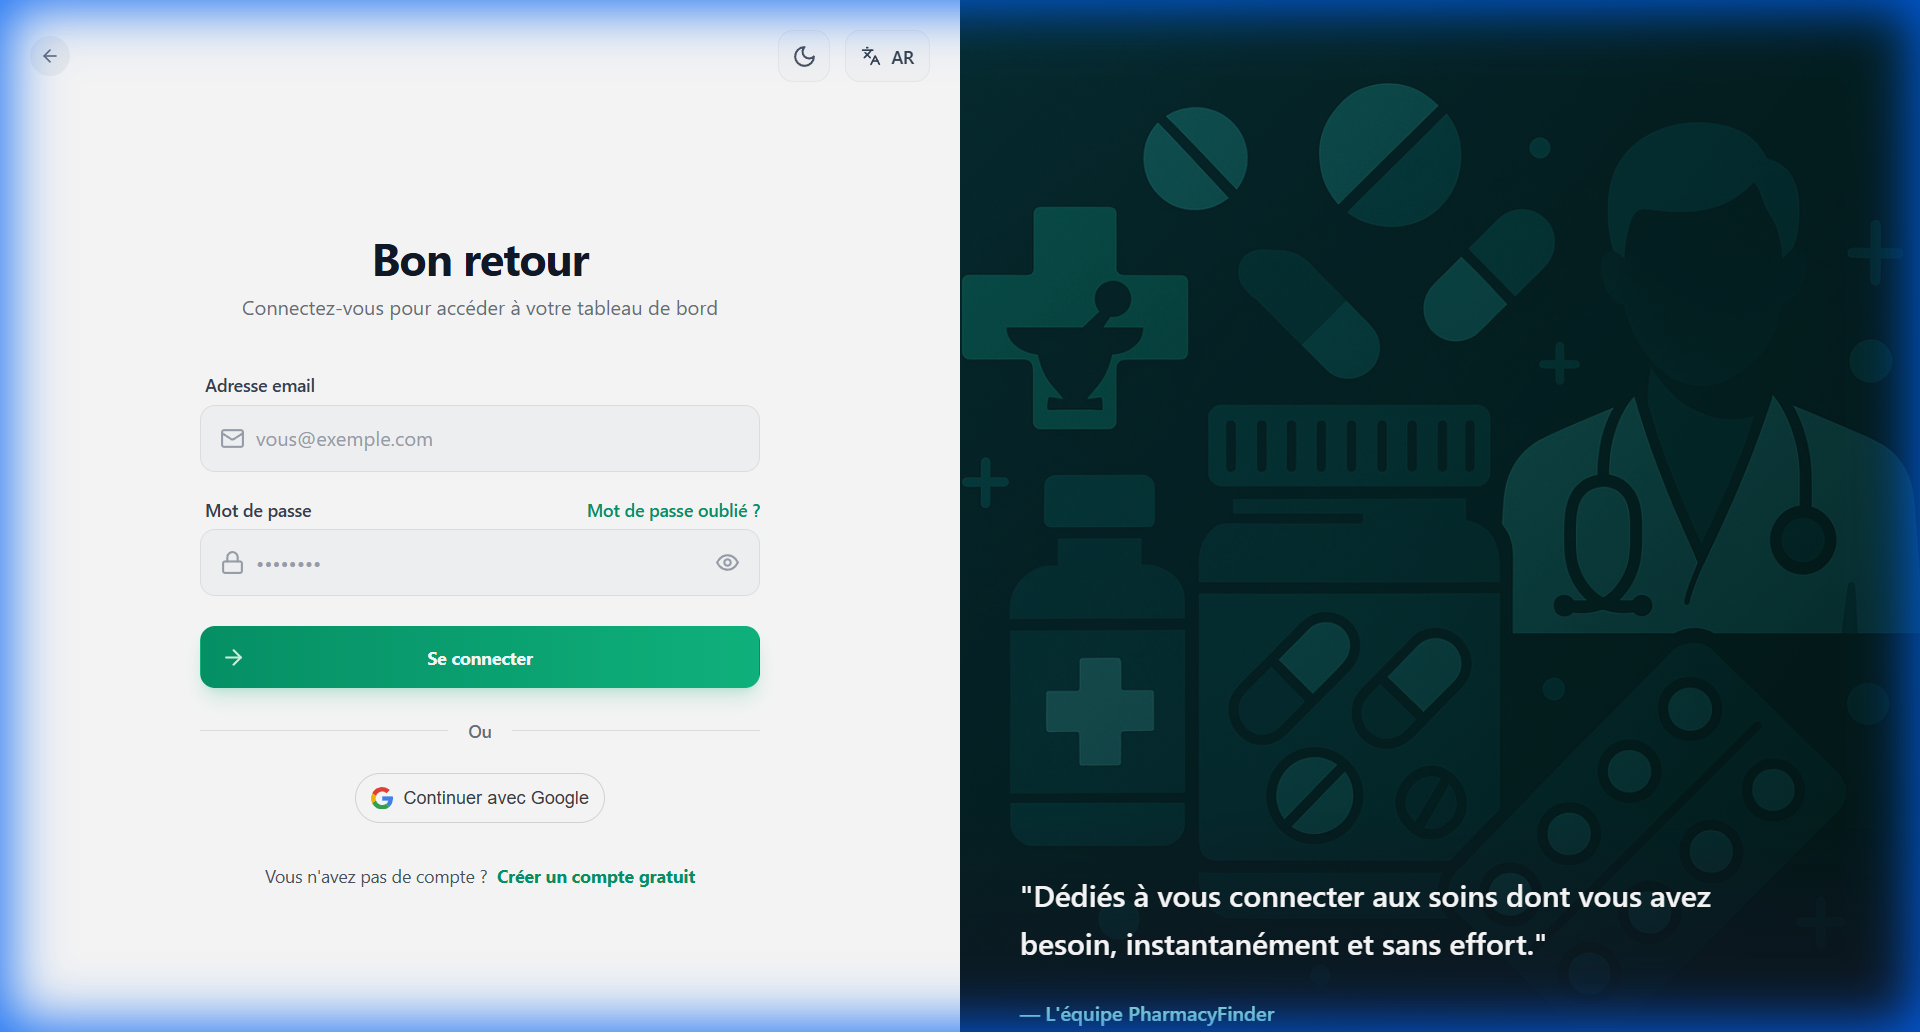 AR
Bon retour
Connectez-vous pour accéder à votre tableau de bord
Adresse email
vous@exemple.com
Mot de passe
Mot de passe oublié ?
••••••••
Se connecter
Ou
Continuer avec Google
Vous n'avez pas de compte ? Créer un compte gratuit
"Dédiés à vous connecter aux soins dont vous avez
besoin, instantanément et sans effort."
— L'équipe PharmacyFinder